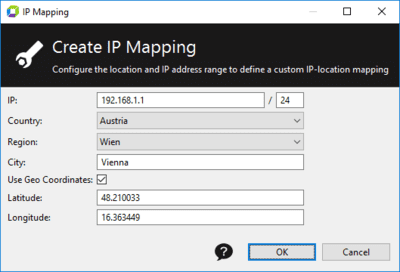 IP Mapping
Create IP Mapping
Configure the location and IP address range to define a custom IP-location mapping
IP: 192.168.1.1 / 24
Country: Austria
Region: Wien
City: Vienna
Use Geo Coordinates:
Latitude: 48.210033
Longitude: 16.363449
? OK Cancel